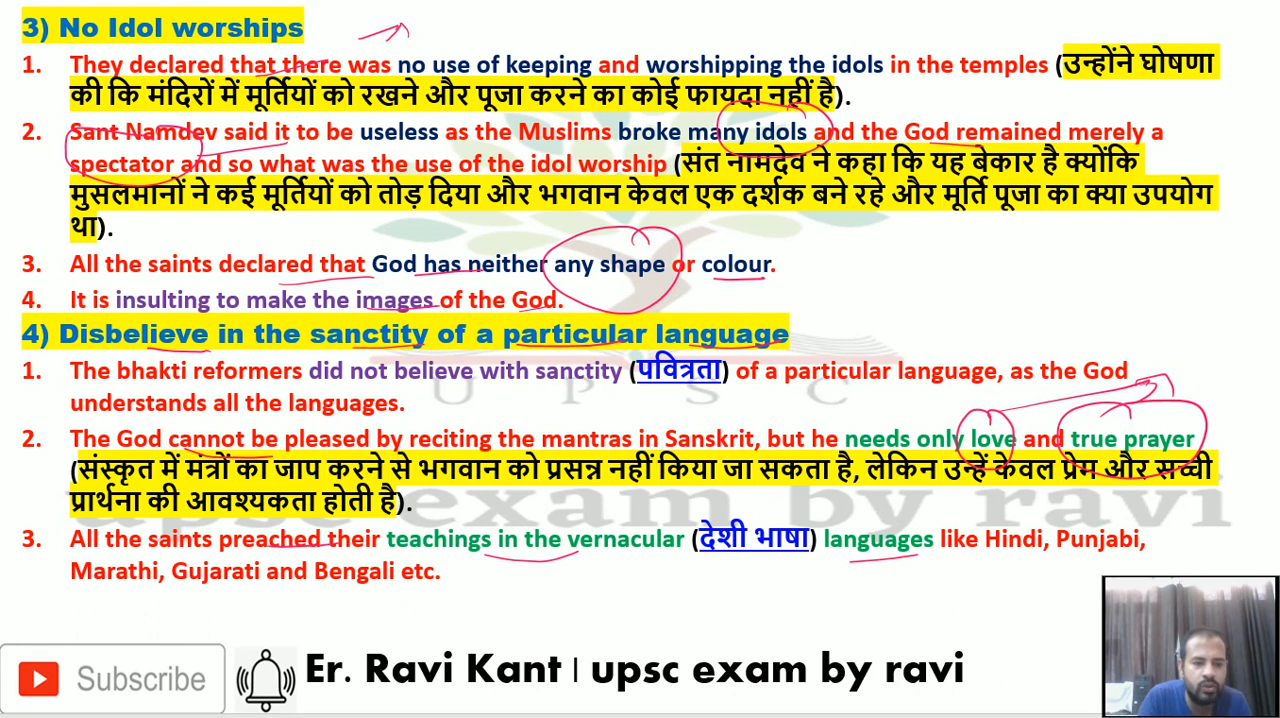 3) No Idol worships
1. They declared that there was no use of keeping and worshipping the idols in the temples (उन्होंने घोषणा
की कि मंदिरों में मूर्तियों को रखने और पूजा करने का कोई फायदा नहीं है).
2. Sant Namdev said it to be useless as the Muslims broke many idols and the God remained merely a
spectator and so what was the use of the idol worship (संत नामदेव ने कहा कि यह बेकार है क्योंकि
मुसलमानों ने कई मूर्तियों को तोड़ दिया और भगवान केवल एक दर्शक बने रहे और मूर्ति पूजा का क्या उपयोग
था).
3. All the saints declared that God has neither any shape or colour.
4. It is insulting to make the images of the God.
4) Disbelieve in the sanctity of a particular language
1. The bhakti reformers did not believe with sanctity (पवित्रता) of a particular language, as the God
understands all the languages.
U P S C
2. The God cannot be pleased by reciting the mantras in Sanskrit, but he needs only love and true prayer
(संस्कृत में मंत्रों का जाप करने से भगवान को प्रसन्न नहीं किया जा सकता है, लेकिन उन्हें केवल प्रेम और सच्ची
प्रार्थना की आवश्यकता होती है).
upsc exam by ravi
3. All the saints preached their teachings in the vernacular (देशी भाषा) languages like Hindi, Punjabi,
Marathi, Gujarati and Bengali etc.
Subscribe
Er. Ravi Kant | upsc exam by ravi